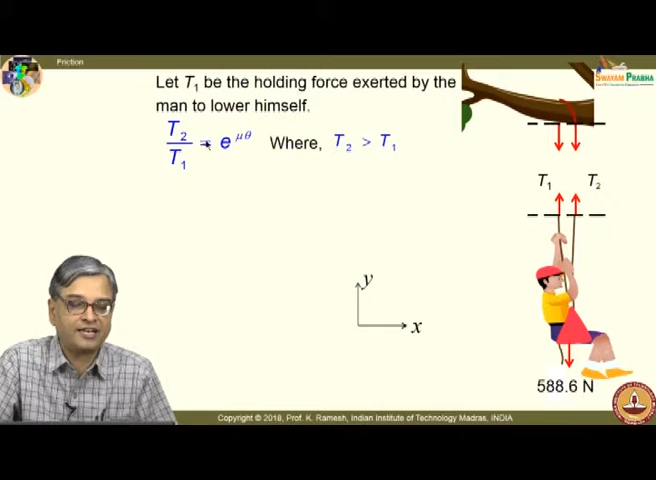 Friction
SWAYAM PRABHA
Let T₁ be the holding force exerted by the
man to lower himself.
T₂ / T₁ = e^μθ Where, T₂ > T₁
T₁ T₂
y
x
588.6 N
Copyright © 2018, Prof. K. Ramesh, Indian Institute of Technology Madras, INDIA